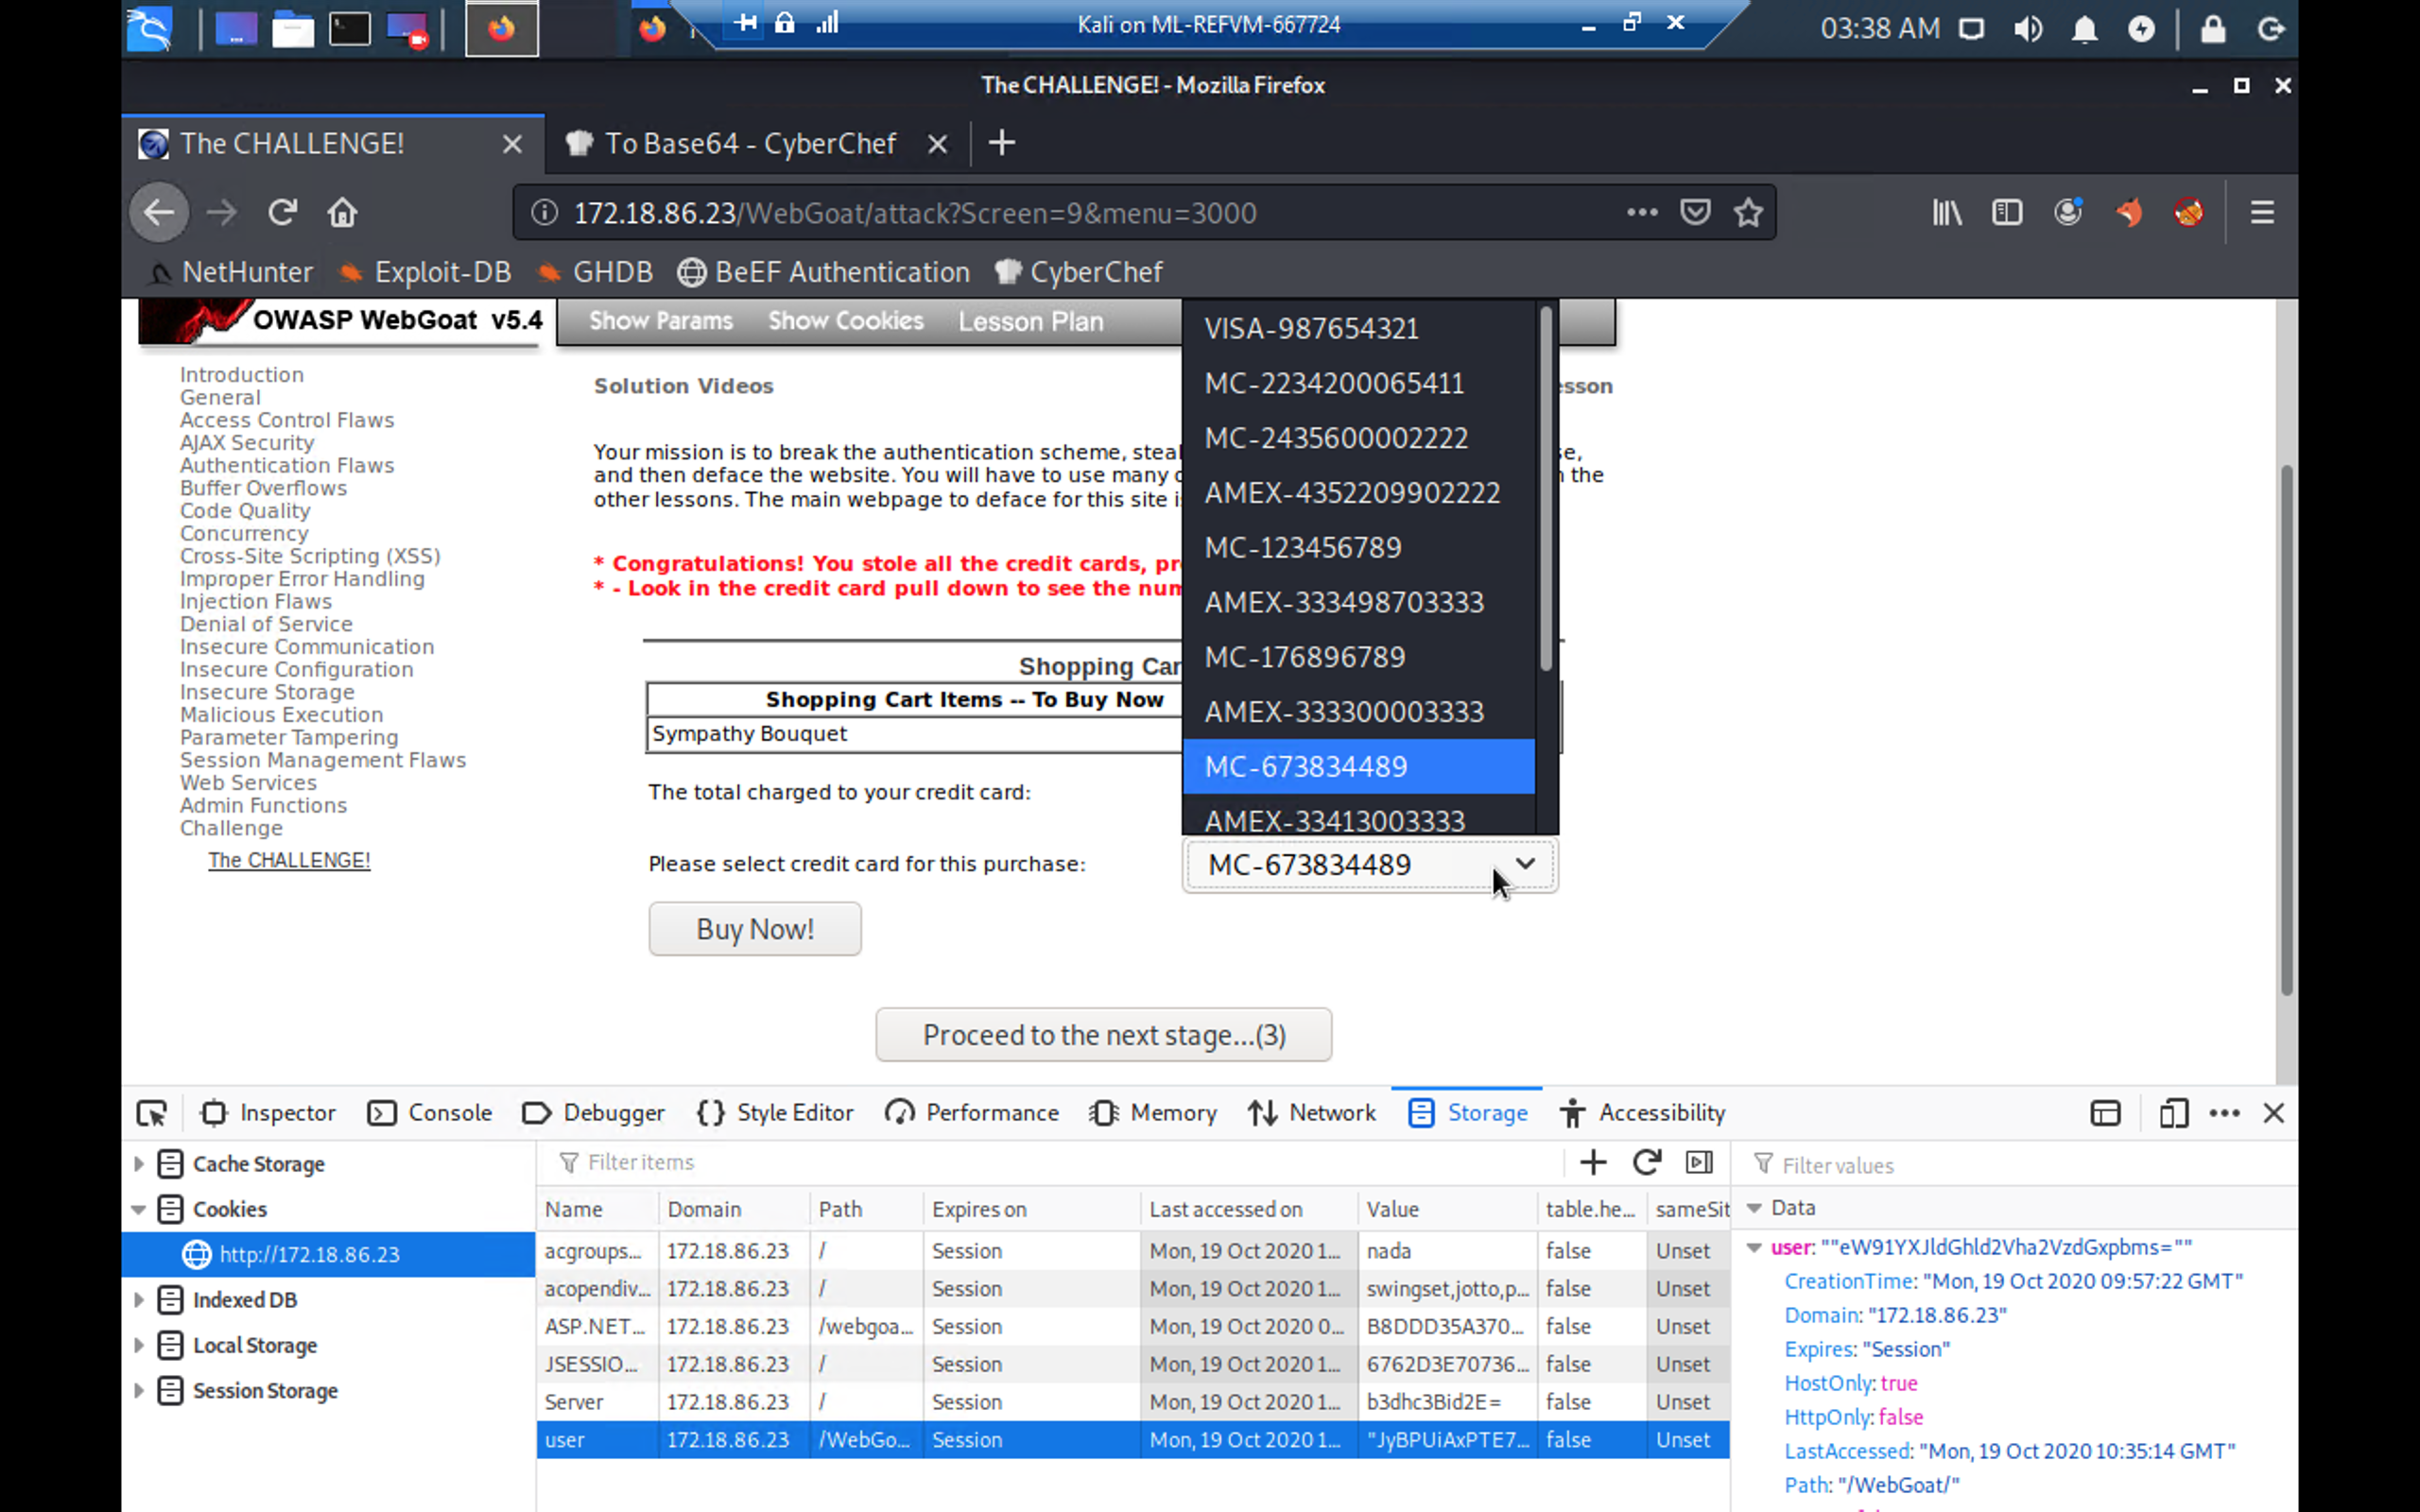 Kali on ML-REFVM-667724
03:38 AM
The CHALLENGE! - Mozilla Firefox
The CHALLENGE!
To Base64 - CyberChef
172.18.86.23/WebGoat/attack?Screen=9&menu=3000
NetHunter
Exploit-DB
GHDB
BeEF Authentication
CyberChef
OWASP WebGoat v5.4
Show Params
Show Cookies
Lesson Plan
Introduction
General
Access Control Flaws
AJAX Security
Authentication Flaws
Buffer Overflows
Code Quality
Concurrency
Cross-Site Scripting (XSS)
Improper Error Handling
Injection Flaws
Denial of Service
Insecure Communication
Insecure Configuration
Insecure Storage
Malicious Execution
Parameter Tampering
Session Management Flaws
Web Services
Admin Functions
Challenge
The CHALLENGE!
Solution Videos
esson
Your mission is to break the authentication scheme, steal
se,
and then deface the website. You will have to use many
the
other lessons. The main webpage to deface for this site
* Congratulations! You stole all the credit cards, pr
* - Look in the credit card pull down to see the num
Shopping Car
Shopping Cart Items -- To Buy Now
Sympathy Bouquet
The total charged to your credit card:
Please select credit card for this purchase:
VISA-987654321
MC-2234200065411
MC-2435600002222
AMEX-4352209902222
MC-123456789
AMEX-333498703333
MC-176896789
AMEX-333300003333
MC-673834489
AMEX-33413003333
MC-673834489
Buy Now!
Proceed to the next stage...(3)
Inspector
Console
Debugger
Style Editor
Performance
Memory
Network
Storage
Accessibility
Cache Storage
Cookies
http://172.18.86.23
Indexed DB
Local Storage
Session Storage
Filter items
Name Domain Path Expires on Last accessed on Value table.he... sameSit
acgroups... 172.18.86.23 / Session Mon, 19 Oct 2020 1... nada false Unset
acopendiv... 172.18.86.23 / Session Mon, 19 Oct 2020 1... swingset,jotto,p... false Unset
ASP.NET... 172.18.86.23 /webgoa... Session Mon, 19 Oct 2020 0... B8DDD35A370... false Unset
JSESSIO... 172.18.86.23 / Session Mon, 19 Oct 2020 1... 6762D3E70736... false Unset
Server 172.18.86.23 / Session Mon, 19 Oct 2020 1... b3dhc3Bid2E= false Unset
user 172.18.86.23 /WebGo... Session Mon, 19 Oct 2020 1... "JyBPUiAxPTE7... false Unset
Filter values
Data
user: ""eW91YXJldGhld2Vha2VzdGxpbms=""
CreationTime: "Mon, 19 Oct 2020 09:57:22 GMT"
Domain: "172.18.86.23"
Expires: "Session"
HostOnly: true
HttpOnly: false
LastAccessed: "Mon, 19 Oct 2020 10:35:14 GMT"
Path: "/WebGoat/"